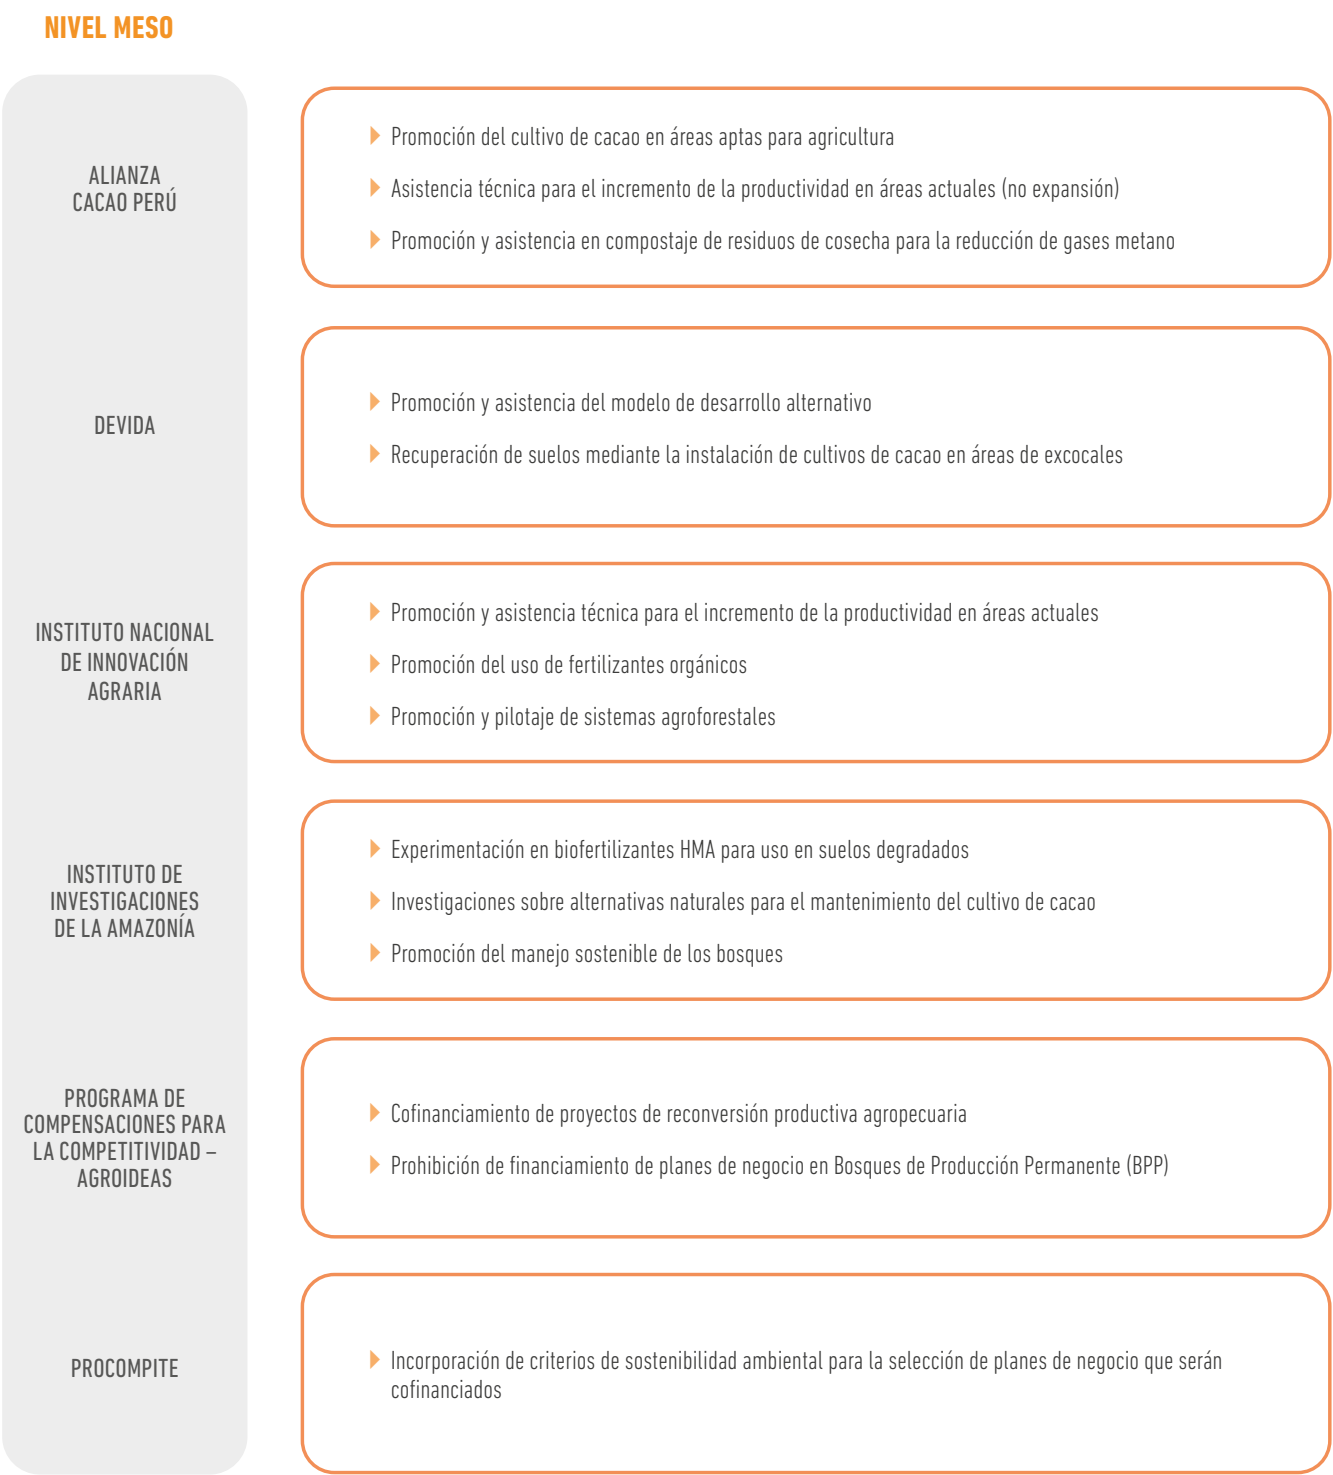 NIVEL MESO
ALIANZA
CACAO PERÚ
Promoción del cultivo de cacao en áreas aptas para agricultura
Asistencia técnica para el incremento de la productividad en áreas actuales (no expansión)
Promoción y asistencia en compostaje de residuos de cosecha para la reducción de gases metano
DEVIDA
Promoción y asistencia del modelo de desarrollo alternativo
Recuperación de suelos mediante la instalación de cultivos de cacao en áreas de excocales
INSTITUTO NACIONAL
DE INNOVACIÓN
AGRARIA
Promoción y asistencia técnica para el incremento de la productividad en áreas actuales
Promoción del uso de fertilizantes orgánicos
Promoción y pilotaje de sistemas agroforestales
INSTITUTO DE
INVESTIGACIONES
DE LA AMAZONÍA
Experimentación en biofertilizantes HMA para uso en suelos degradados
Investigaciones sobre alternativas naturales para el mantenimiento del cultivo de cacao
Promoción del manejo sostenible de los bosques
PROGRAMA DE
COMPENSACIONES PARA
LA COMPETITIVIDAD –
AGROIDEAS
Cofinanciamiento de proyectos de reconversión productiva agropecuaria
Prohibición de financiamiento de planes de negocio en Bosques de Producción Permanente (BPP)
PROCOMPITE
Incorporación de criterios de sostenibilidad ambiental para la selección de planes de negocio que serán
cofinanciados